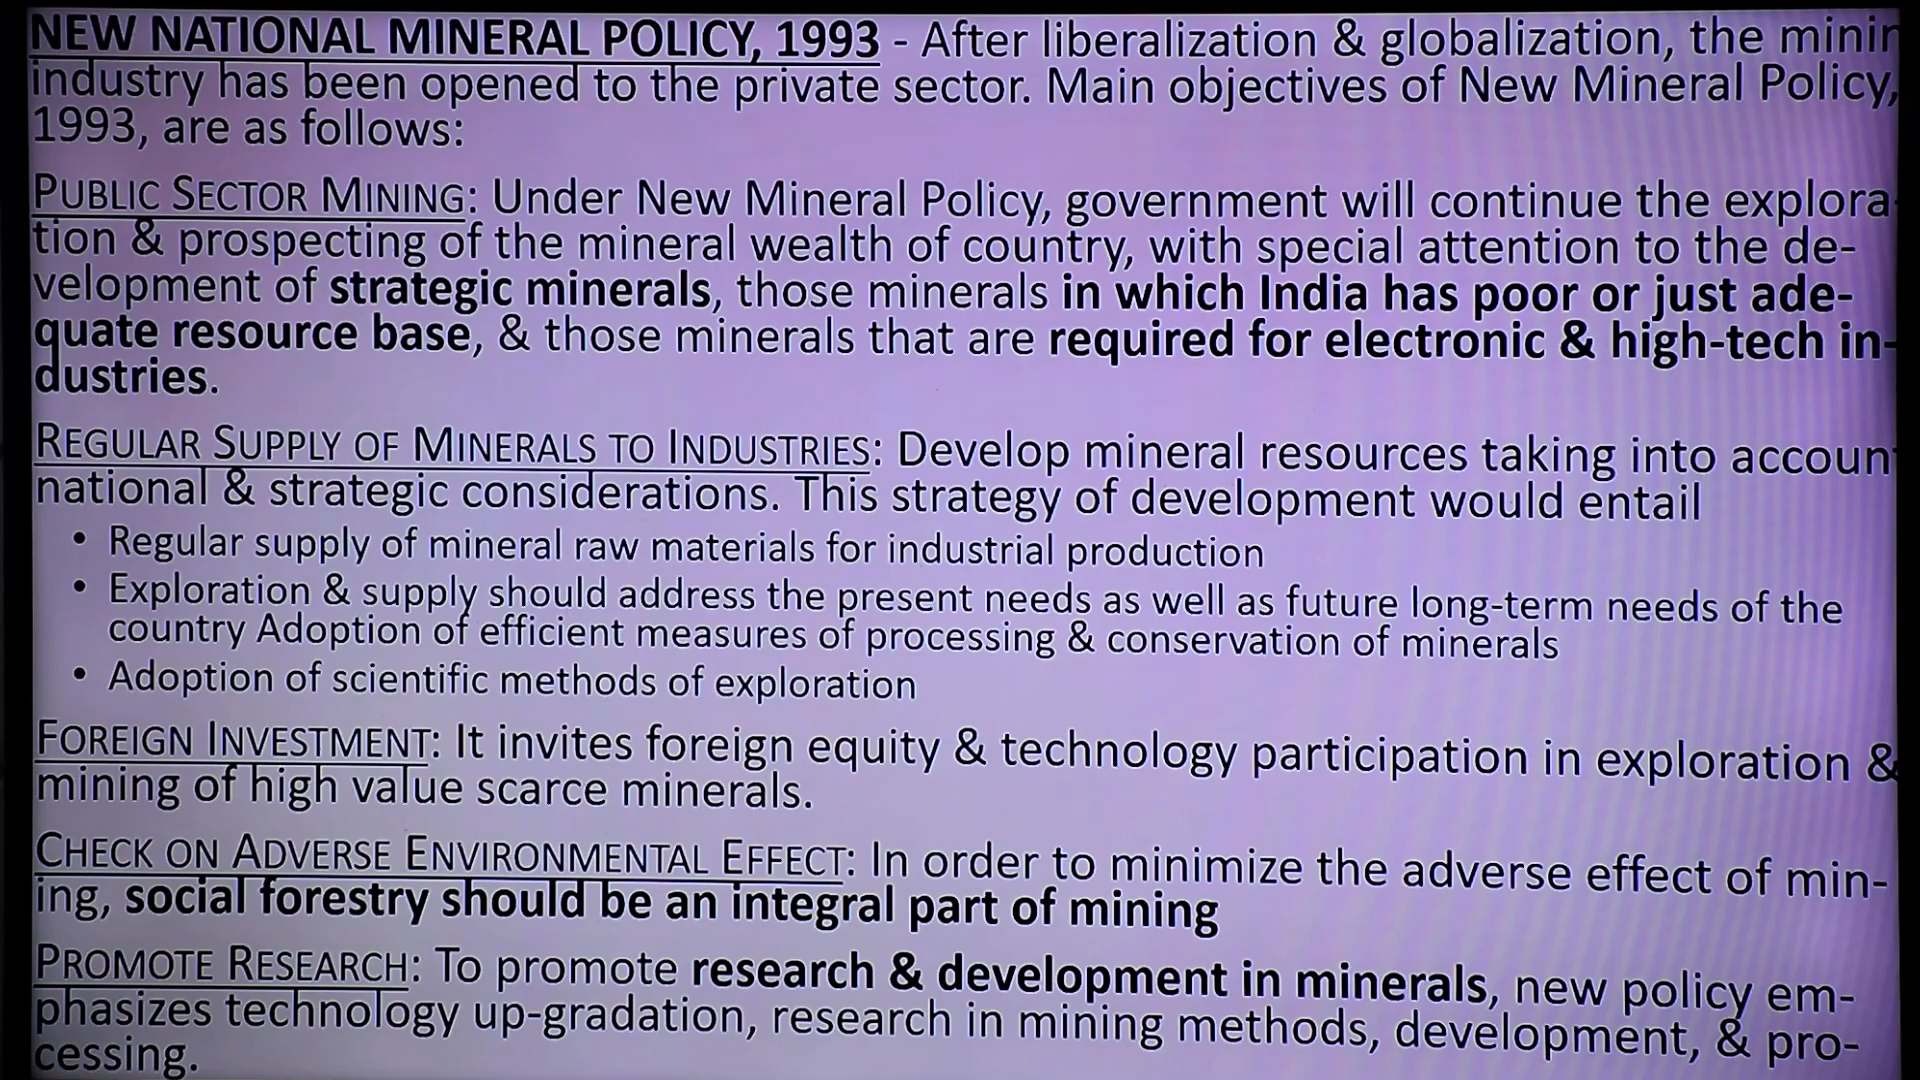 NEW NATIONAL MINERAL POLICY, 1993 - After liberalization & globalization, the minin
industry has been opened to the private sector. Main objectives of New Mineral Policy,
1993, are as follows:
PUBLIC SECTOR MINING: Under New Mineral Policy, government will continue the explora-
tion & prospecting of the mineral wealth of country, with special attention to the de-
velopment of strategic minerals, those minerals in which India has poor or just ade-
quate resource base, & those minerals that are required for electronic & high-tech in-
dustries.
REGULAR SUPPLY OF MINERALS TO INDUSTRIES: Develop mineral resources taking into accoun
national & strategic considerations. This strategy of development would entail
• Regular supply of mineral raw materials for industrial production
• Exploration & supply should address the present needs as well as future long-term needs of the
country Adoption of efficient measures of processing & conservation of minerals
• Adoption of scientific methods of exploration
FOREIGN INVESTMENT: It invites foreign equity & technology participation in exploration &
mining of high value scarce minerals.
CHECK ON ADVERSE ENVIRONMENTAL EFFECT: In order to minimize the adverse effect of min-
ing, social forestry should be an integral part of mining
PROMOTE RESEARCH: To promote research & development in minerals, new policy em-
phasizes technology up-gradation, research in mining methods, development, & pro-
cessing.